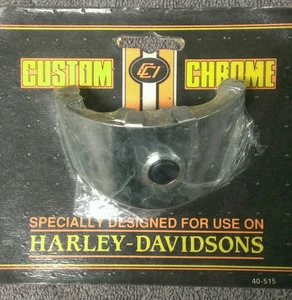 CUSTOM CCI CHROME
SPECIALLY DESIGNED FOR USE ON
HARLEY-DAVIDSONS
40-515